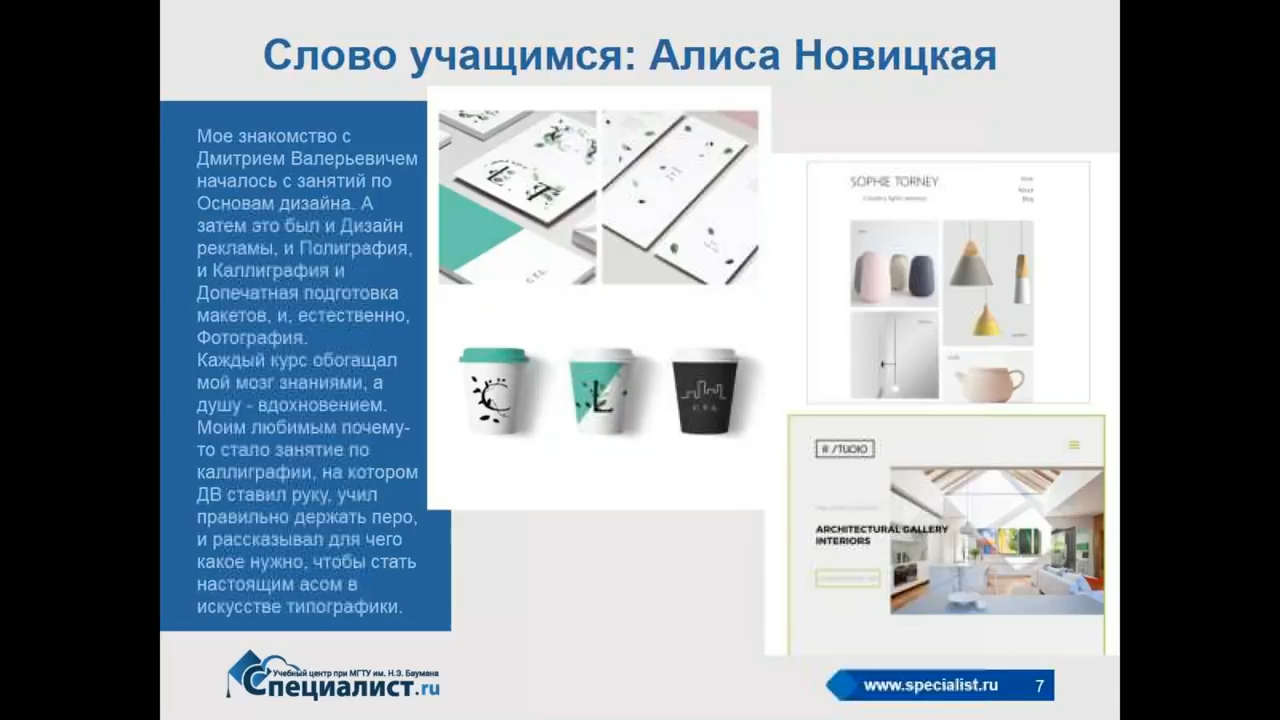 Слово учащимся: Алиса Новицкая
Мое знакомство с
Дмитрием Валерьевичем
началось с занятий по
Основам дизайна. А
затем это был и Дизайн
рекламы, и Полиграфия,
и Каллиграфия и
Допечатная подготовка
макетов, и, естественно,
Фотография.
Каждый курс обогащал
мой мозг знаниями, а
душу - вдохновением.
Моим любимым почему-
то стало занятие по
каллиграфии, на котором
ДВ ставил руку, учил
правильно держать перо,
и рассказывал для чего
какое нужно, чтобы стать
настоящим асом в
искусстве типографики.
C
L
C.T.L.
SOPHIE TORNEY
About
Blog
# /TUDIO
ARCHITECTURAL GALLERY
INTERIORS
Учебный центр при МГТУ им. Н.Э. Баумана
Специалист.ru
www.specialist.ru
7